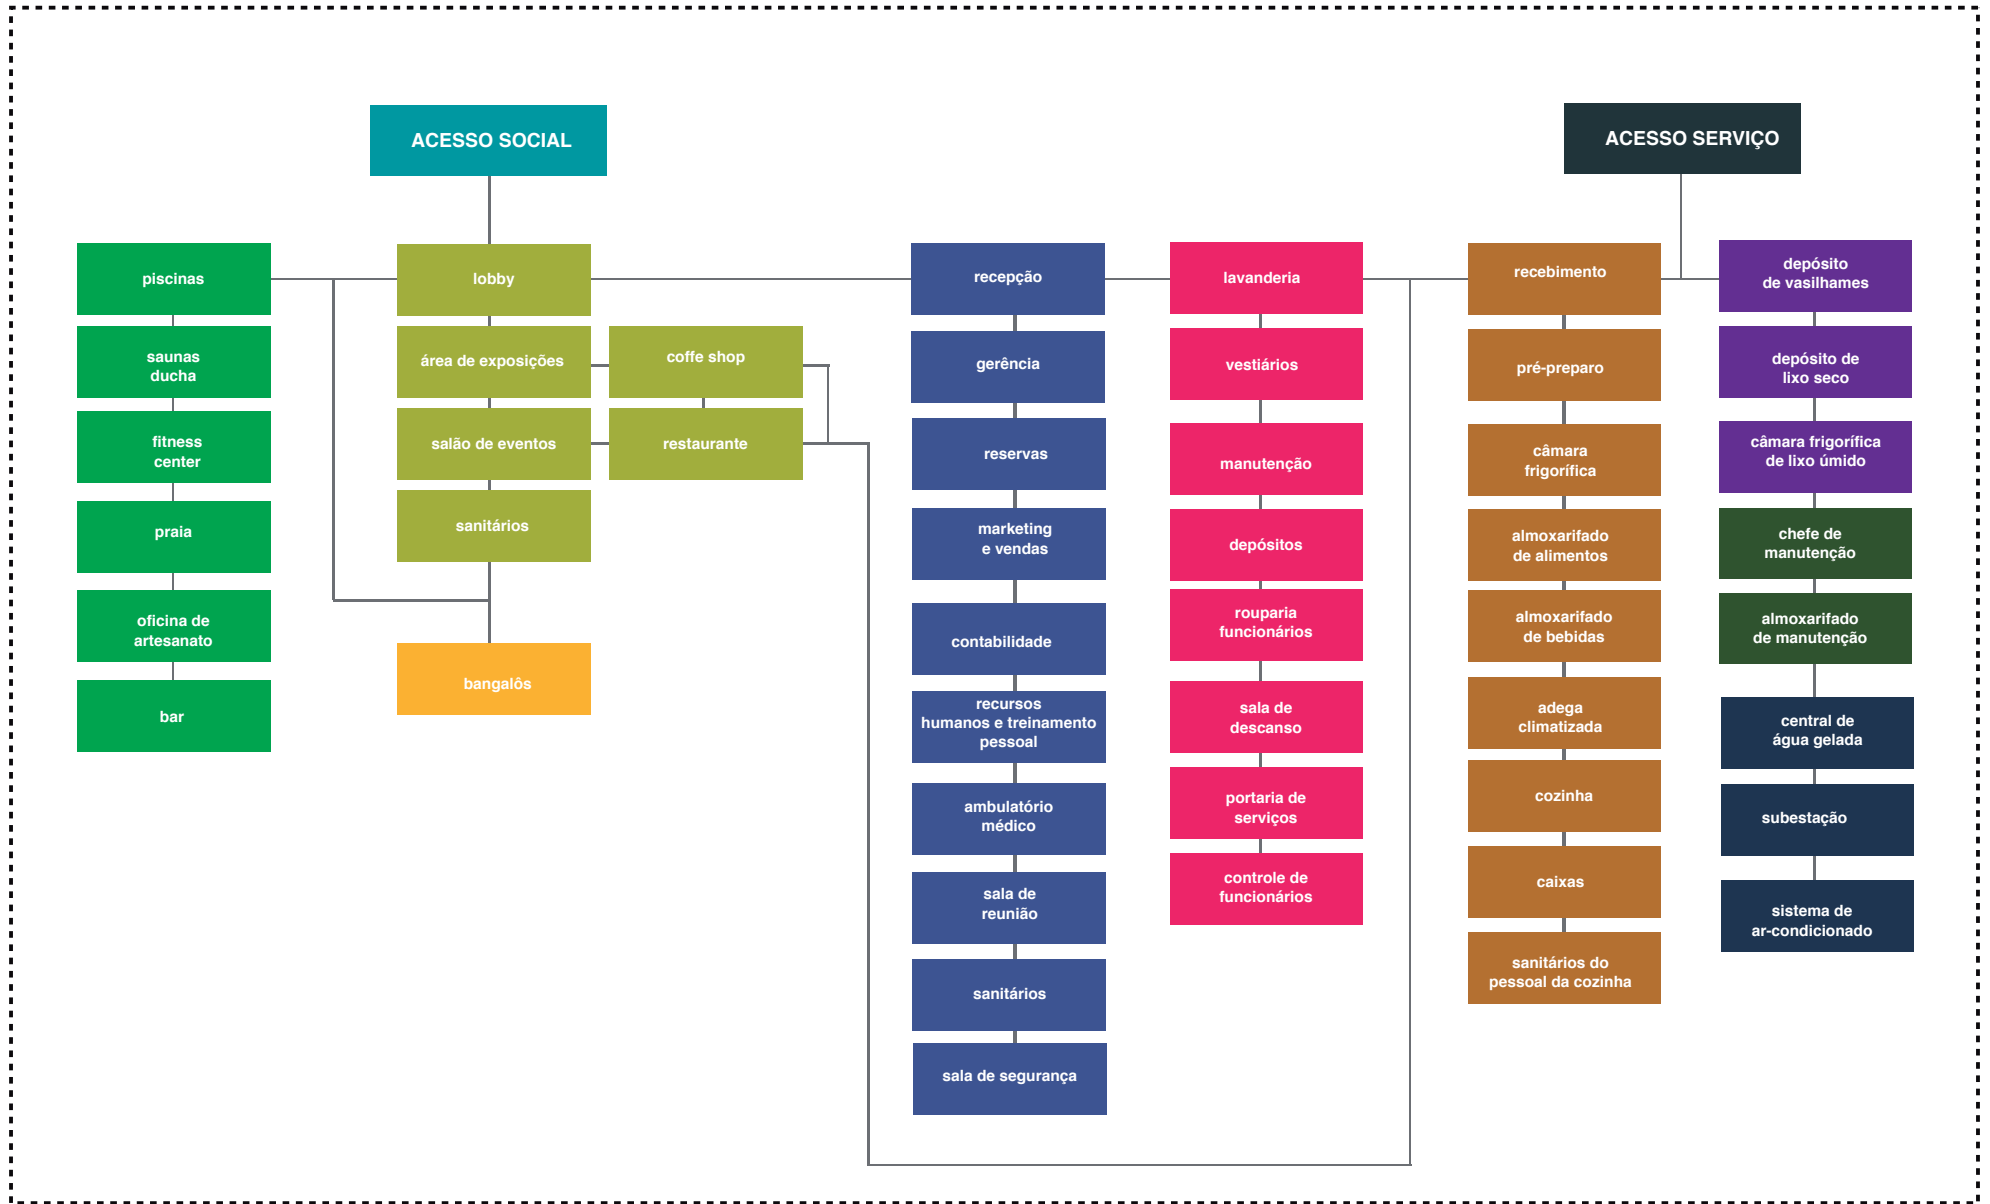 ACESSO SOCIAL
ACESSO SERVIÇO
piscinas
saunas
ducha
fitness
center
praia
oficina de
artesanato
bar
lobby
área de exposições
salão de eventos
sanitários
bangalôs
coffe shop
restaurante
recepção
gerência
reservas
marketing
e vendas
contabilidade
recursos
humanos e treinamento
pessoal
ambulatório
médico
sala de
reunião
sanitários
sala de segurança
lavanderia
vestiários
manutenção
depósitos
rouparia
funcionários
sala de
descanso
portaria de
serviços
controle de
funcionários
recebimento
pré-preparo
câmara
frigorífica
almoxarifado
de alimentos
almoxarifado
de bebidas
adega
climatizada
cozinha
caixas
sanitários do
pessoal da cozinha
depósito
de vasilhames
depósito de
lixo seco
câmara frigorífica
de lixo úmido
chefe de
manutenção
almoxarifado
de manutenção
central de
água gelada
subestação
sistema de
ar-condicionado